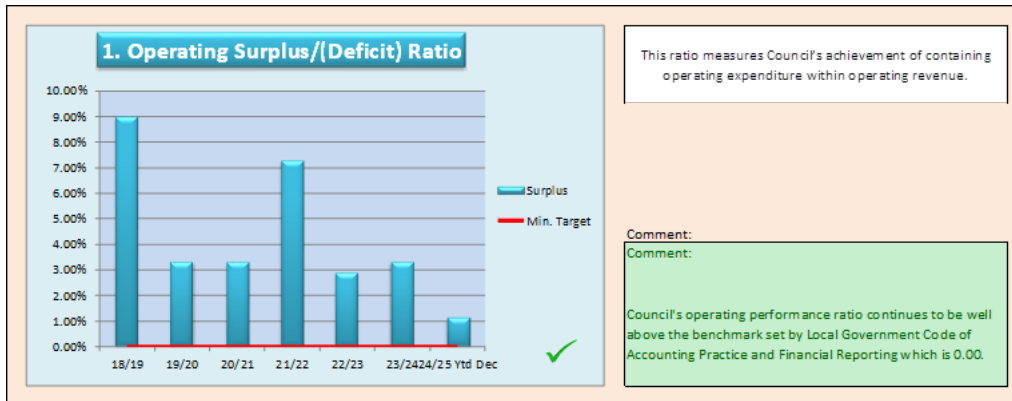 1. Operating Surplus/(Deficit) Ratio
10.00%
9.00%
8.00%
7.00%
6.00%
5.00%
4.00%
3.00%
2.00%
1.00%
0.00%
18/19 19/20 20/21 21/22 22/23 23/2424/25 Ytd Dec
Surplus
Min. Target
This ratio measures Council's achievement of containing
operating expenditure within operating revenue.
Comment:
Comment:
Council's operating performance ratio continues to be well
above the benchmark set by Local Government Code of
Accounting Practice and Financial Reporting which is 0.00.